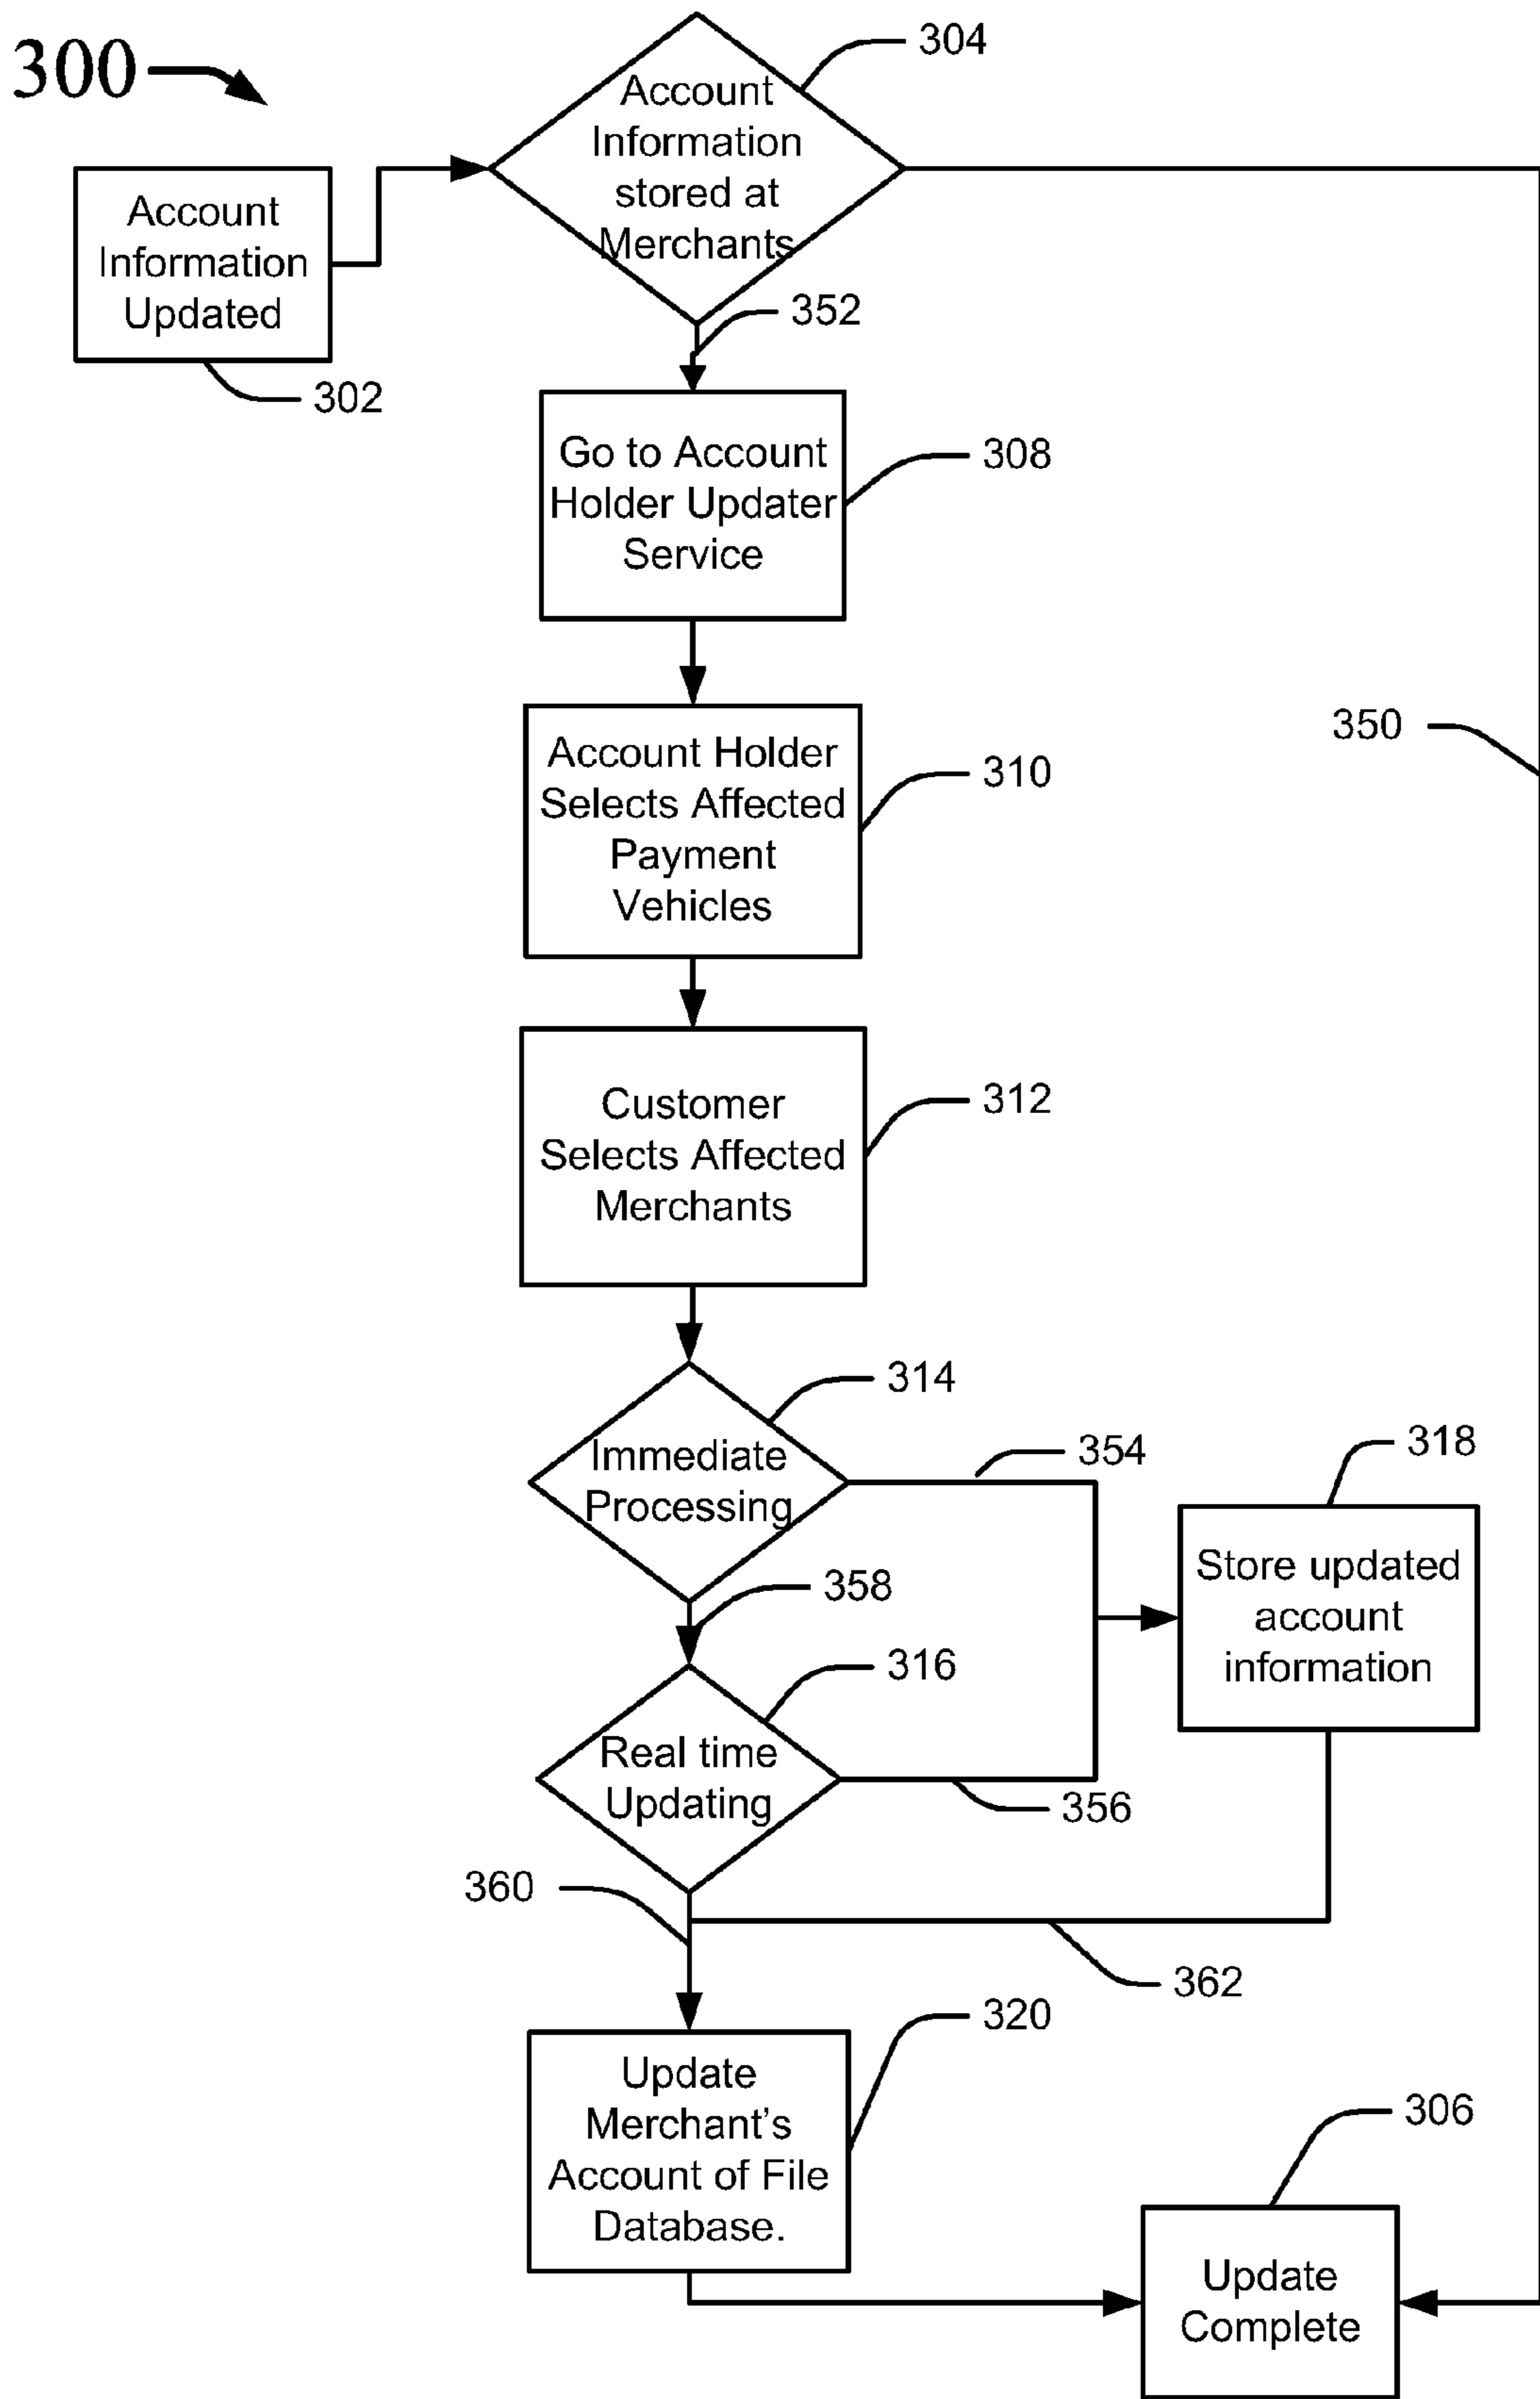 300
304
Account
Information
stored at
Merchants
Account
Information
Updated
302
352
Go to Account
Holder Updater
Service
308
350
Account Holder
Selects Affected
Payment
Vehicles
310
Customer
Selects Affected
Merchants
312
314
Immediate
Processing
354
318
Store updated
account
information
358
316
Real time
Updating
356
360
362
320
Update
Merchant’s
Account of File
Database.
306
Update
Complete